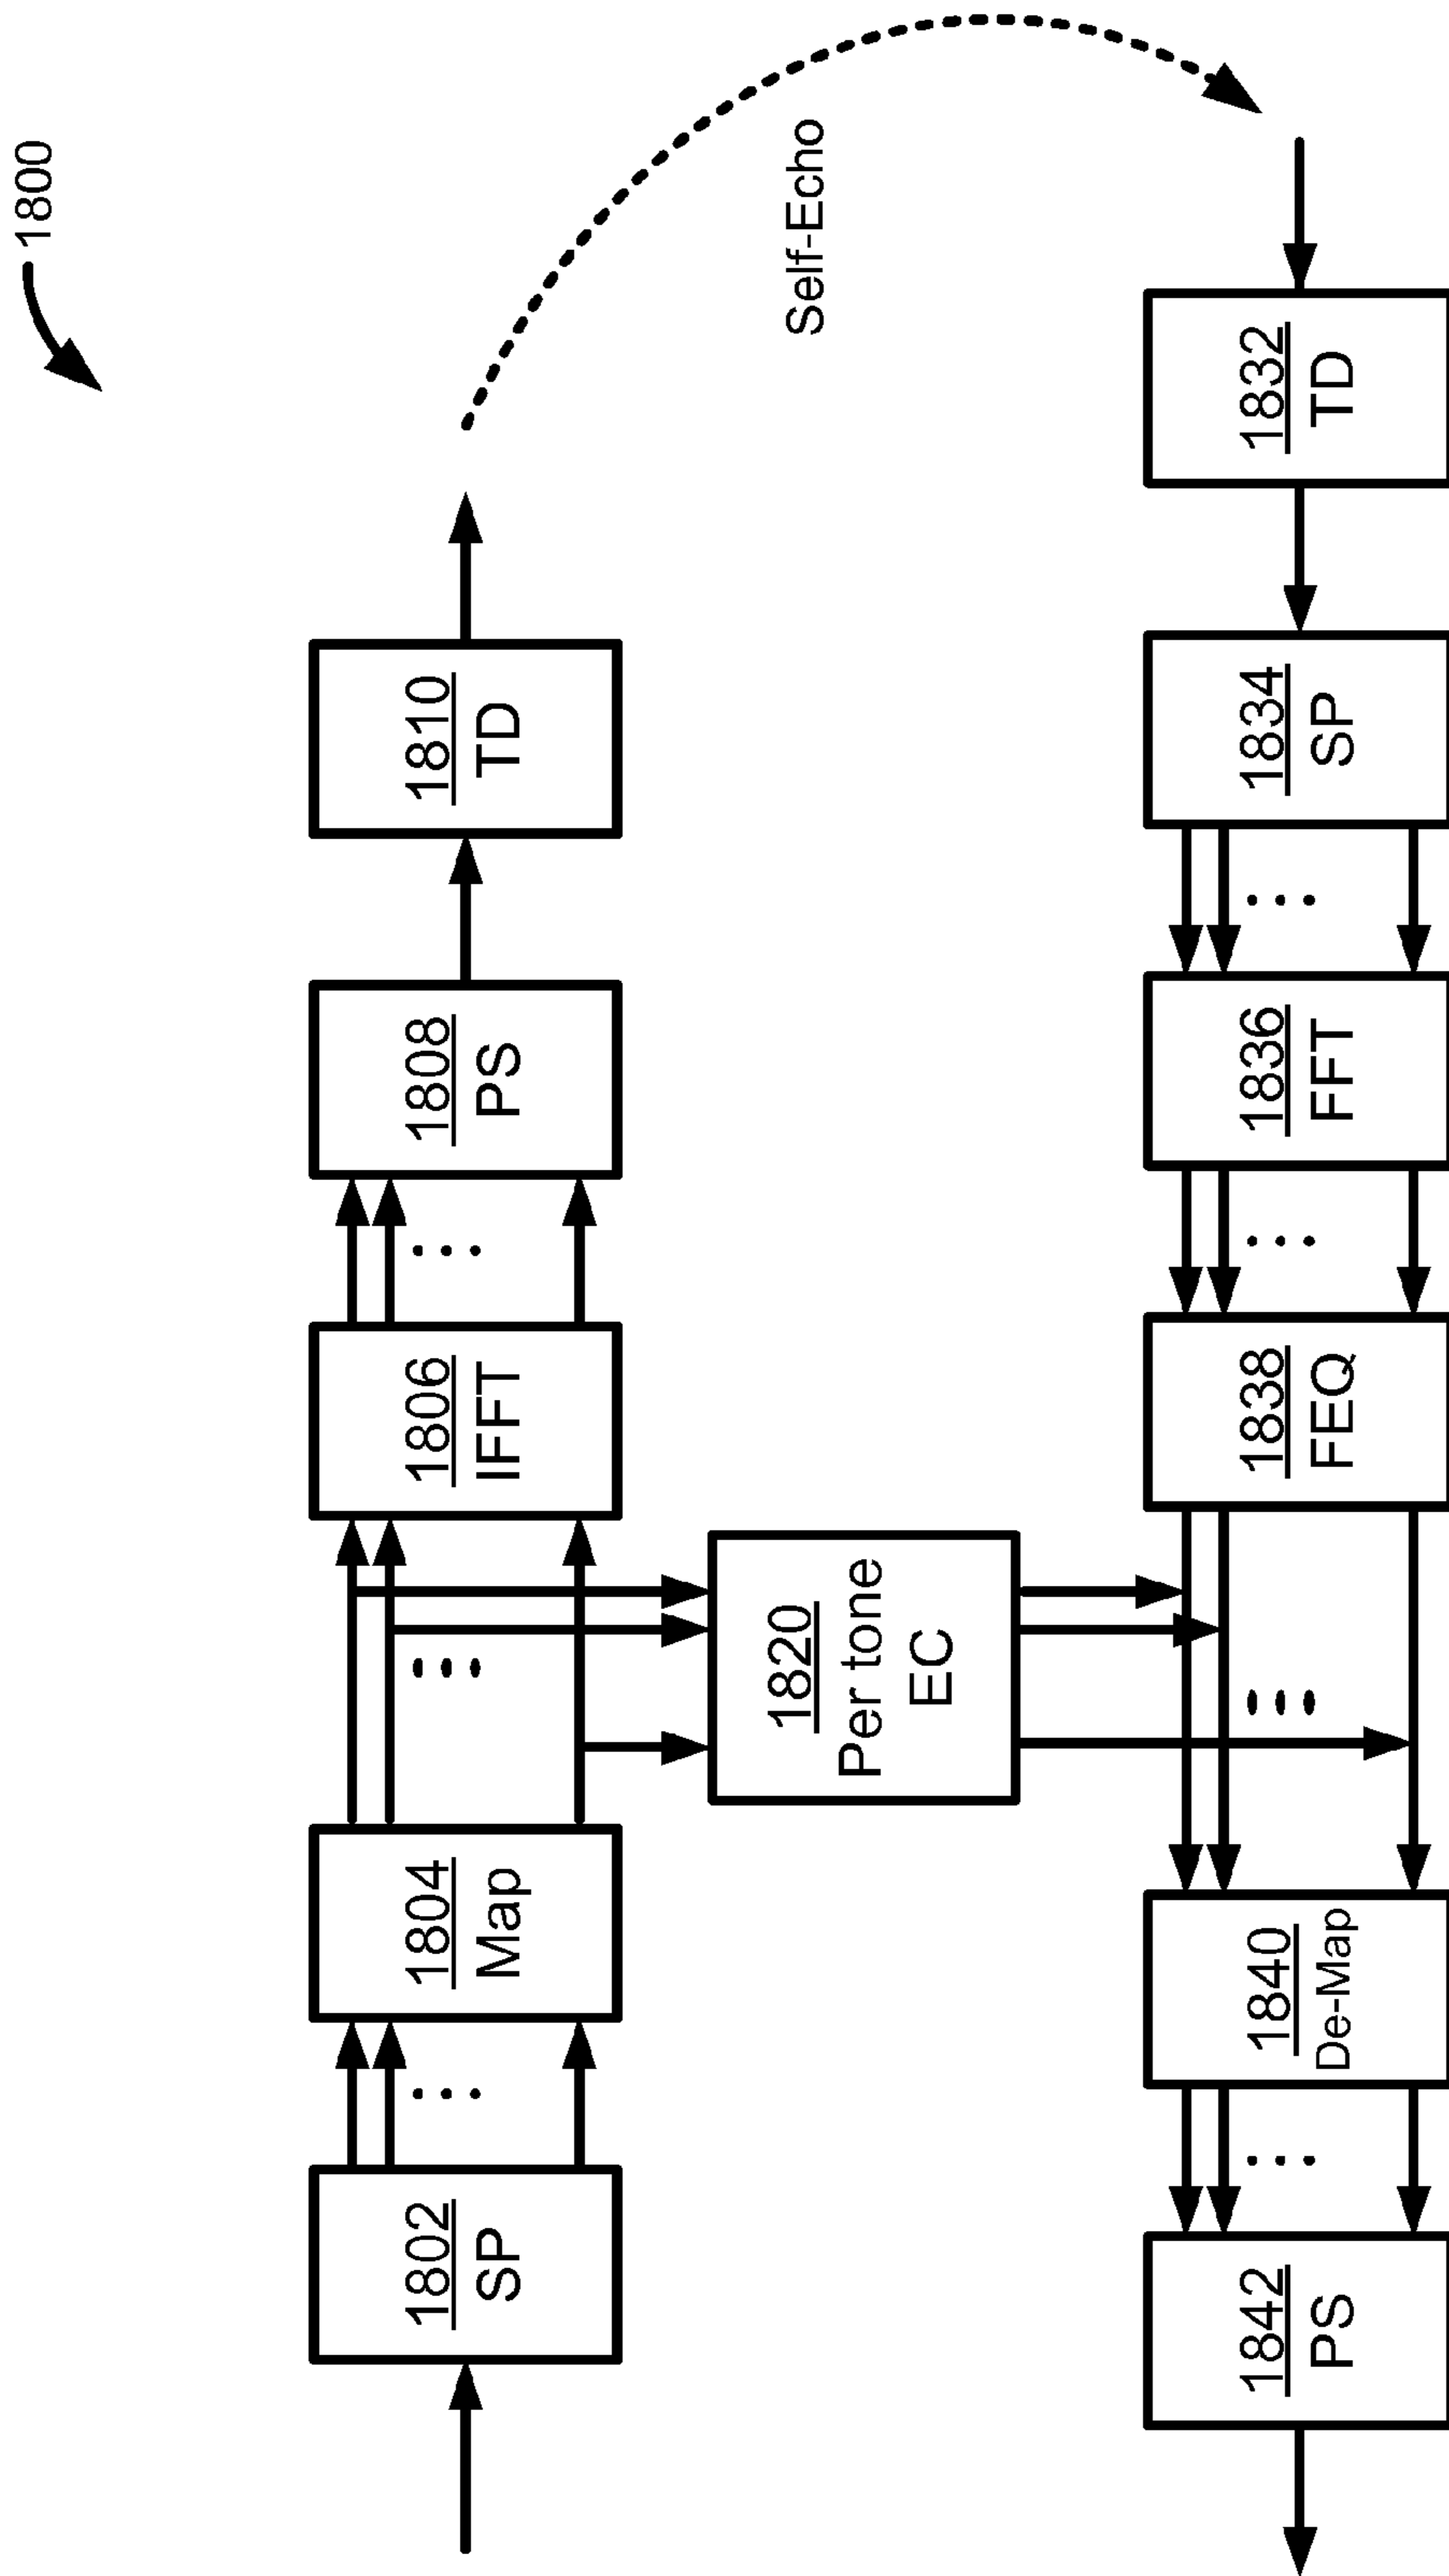 1800
Self-Echo
1802
SP
1804
Map
1806
IFFT
1808
PS
1810
TD
1820
Per tone
EC
1832
TD
1834
SP
1836
FFT
1838
FEQ
1840
De-Map
1842
PS